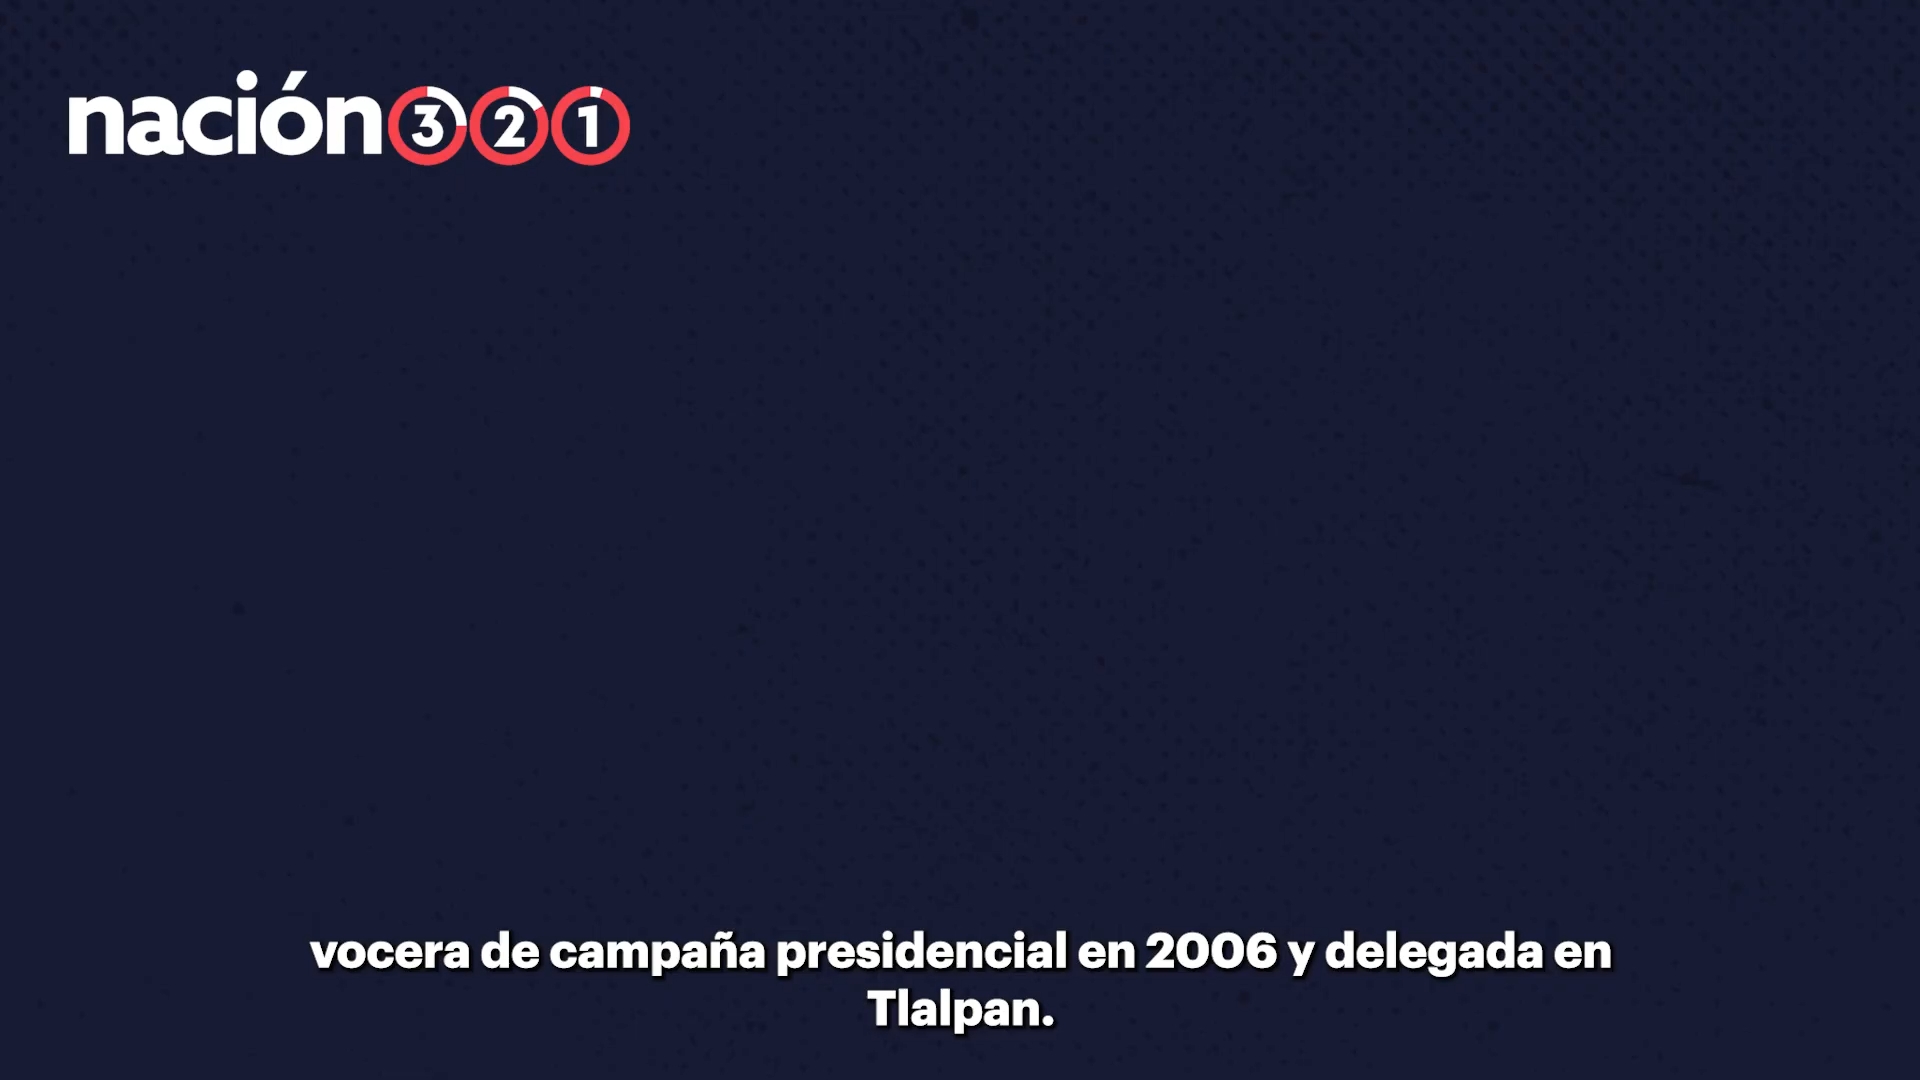 nación321
vocera de campaña presidencial en 2006 y delegada en
Tlalpan.